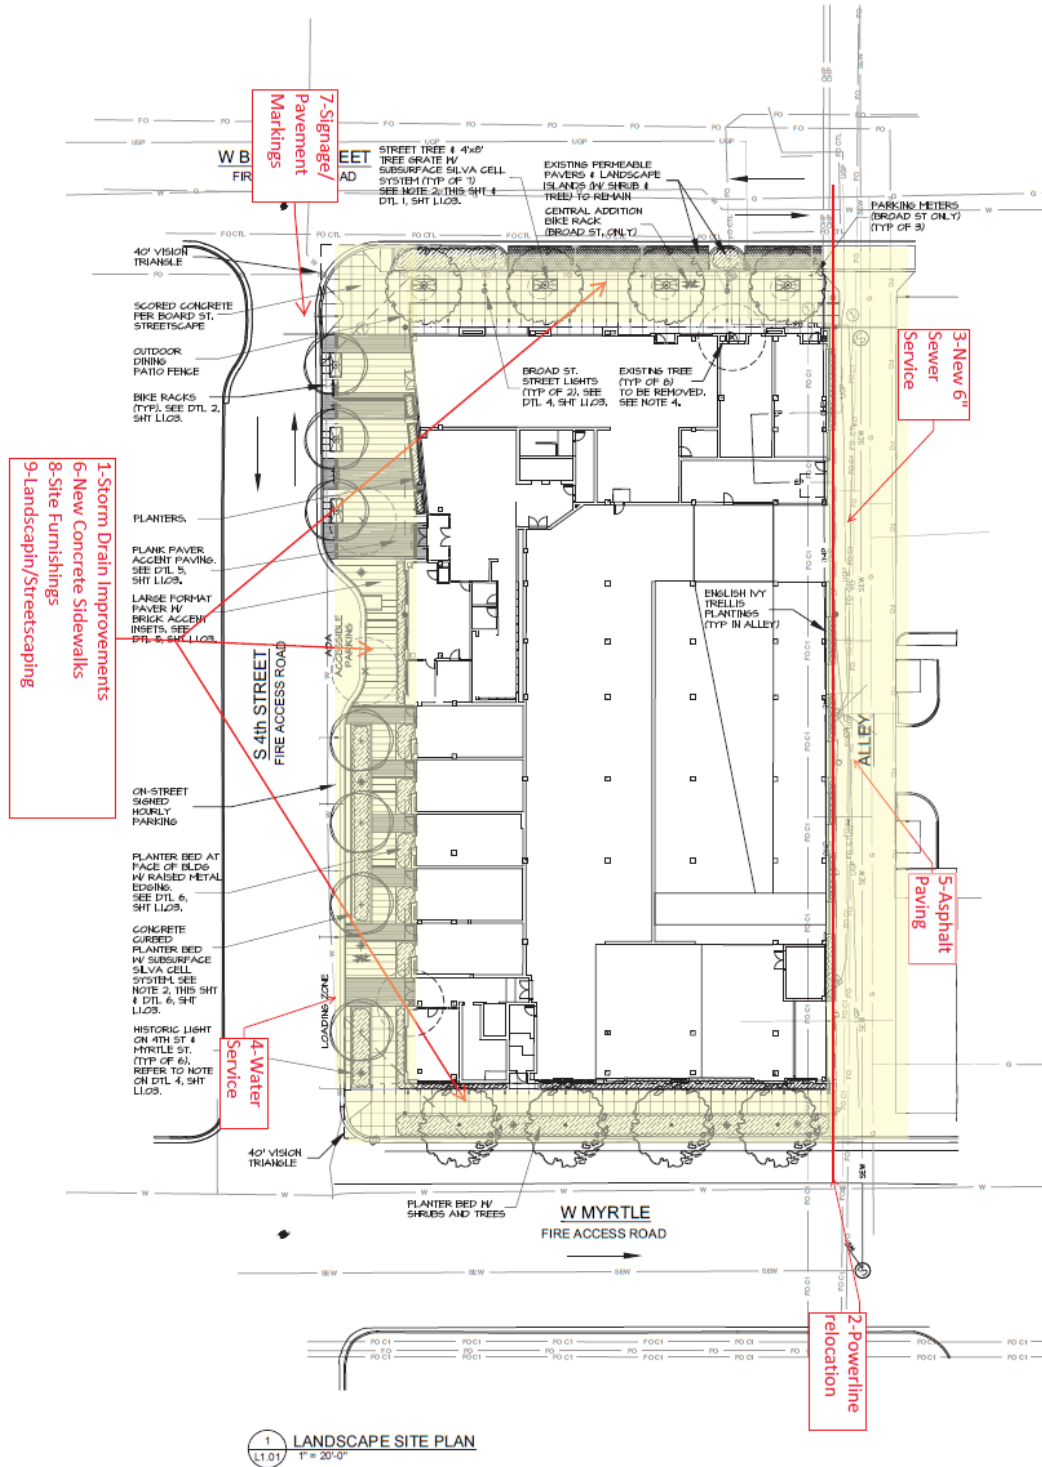 7-Signage/
Pavement
Markings
W B
EET
FIR
AD
STREET TREE & 4'x8'
TREE GRATE W/
SUBSURFACE SILVA CELL
SYSTEM (TYP OF 7)
SEE NOTE 2, THIS SHT &
DTL 1, SHT L1.03.
EXISTING PERMEABLE
PAVERS & LANDSCAPE
ISLANDS (W/ SHRUB &
TREE) TO REMAIN
CENTRAL ADDITION
BIKE RACK
(BROAD ST. ONLY)
PARKING METERS
(BROAD ST ONLY)
(TYP OF 3)
40' VISION
TRIANGLE
SCORED CONCRETE
PER BOARD ST.
STREETSCAPE
OUTDOOR
DINING
PATIO FENCE
BIKE RACKS
(TYP). SEE DTL 2,
SHT L1.03.
BROAD ST.
STREET LIGHTS
(TYP OF 2). SEE
DTL 4, SHT L1.03.
EXISTING TREE
(TYP OF 8)
TO BE REMOVED.
SEE NOTE 4.
3-New 6"
Sewer
Service
1-Storm Drain Improvements
6-New Concrete Sidewalks
8-Site Furnishings
9-Landscapin/Streetscaping
PLANTERS.
PLANK PAVER
ACCENT PAVING.
SEE DTL 5,
SHT L1.03.
LARGE FORMAT
PAVER W/
BRICK ACCENT
INSETS, SEE
DTL 5, SHT L1.03.
ADA
ACCESSIBLE
PARKING
ENGLISH IVY
TRELLIS
PLANTINGS
(TYP IN ALLEY)
S 4th STREET
FIRE ACCESS ROAD
ALLEY
ON-STREET
SIGNED
HOURLY
PARKING
PLANTER BED AT
FACE OF BLDG
W/ RAISED METAL
EDGING.
SEE DTL 6,
SHT L1.03.
CONCRETE
CURBED
PLANTER BED
W/ SUBSURFACE
SILVA CELL
SYSTEM. SEE
NOTE 2, THIS SHT
& DTL 6, SHT
L1.03.
HISTORIC LIGHT
ON 4TH ST &
MYRTLE ST.
(TYP OF 6).
REFER TO NOTE
ON DTL 4, SHT
L1.03.
5-Asphalt
Paving
LOADING ZONE
4-Water
Service
40' VISION
TRIANGLE
PLANTER BED W/
SHRUBS AND TREES
W MYRTLE
FIRE ACCESS ROAD
2-Powerline
relocation
1
L1.01
LANDSCAPE SITE PLAN
1" = 20'-0"